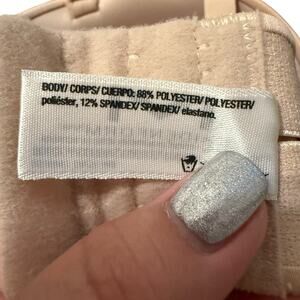 BODY/ CORPS/ CUERPO: 88% POLYESTER/ POLYESTER/
poliéster, 12% SPANDEX/ SPANDEX/ elastano.